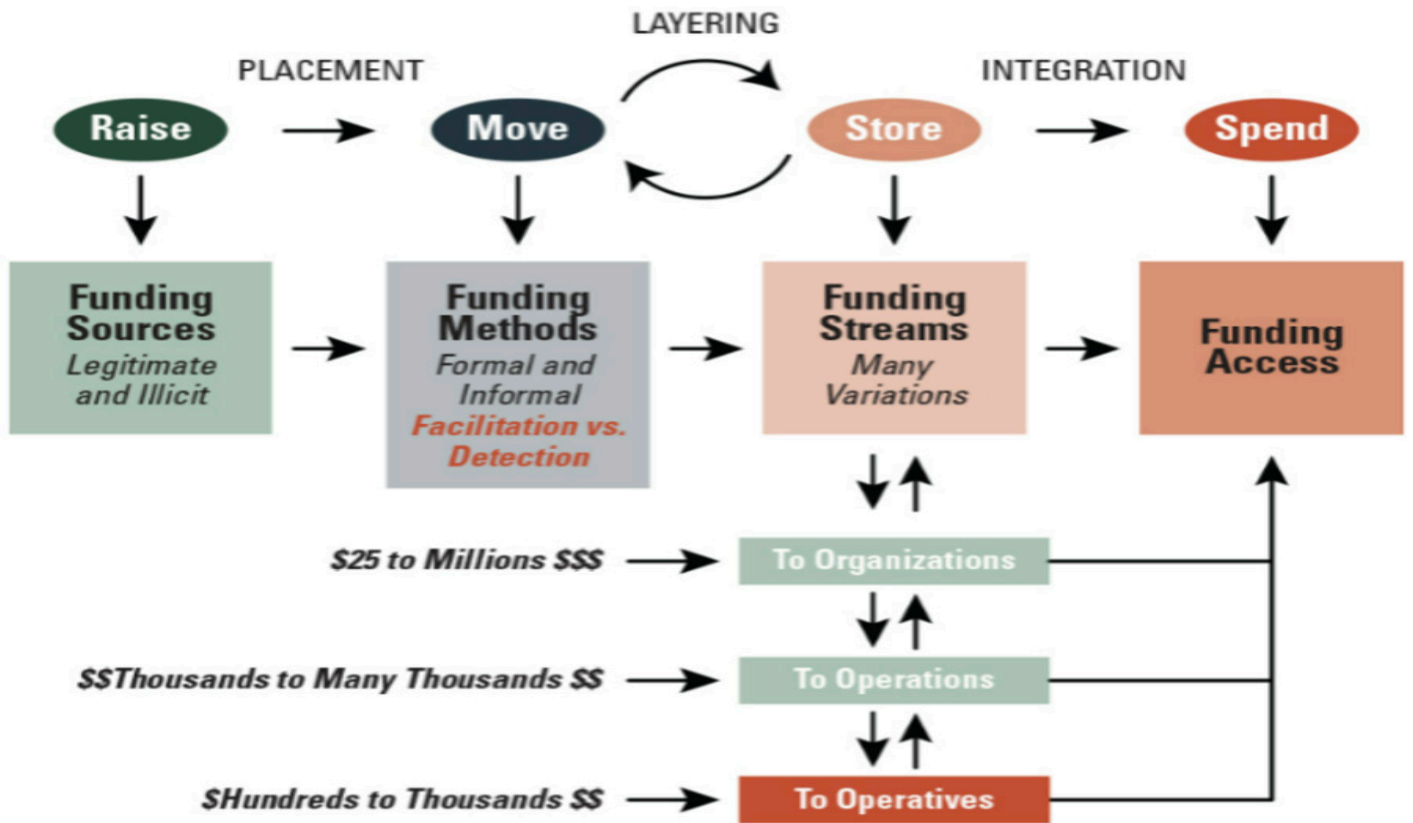 LAYERING
PLACEMENT
INTEGRATION
Raise
Move
Store
Spend
Funding
Sources
Legitimate
and Illicit
Funding
Methods
Formal and
Informal
Facilitation vs.
Detection
Funding
Streams
Many
Variations
Funding
Access
$25 to Millions $$$
To Organizations
$$Thousands to Many Thousands $$
To Operations
$Hundreds to Thousands $$
To Operatives